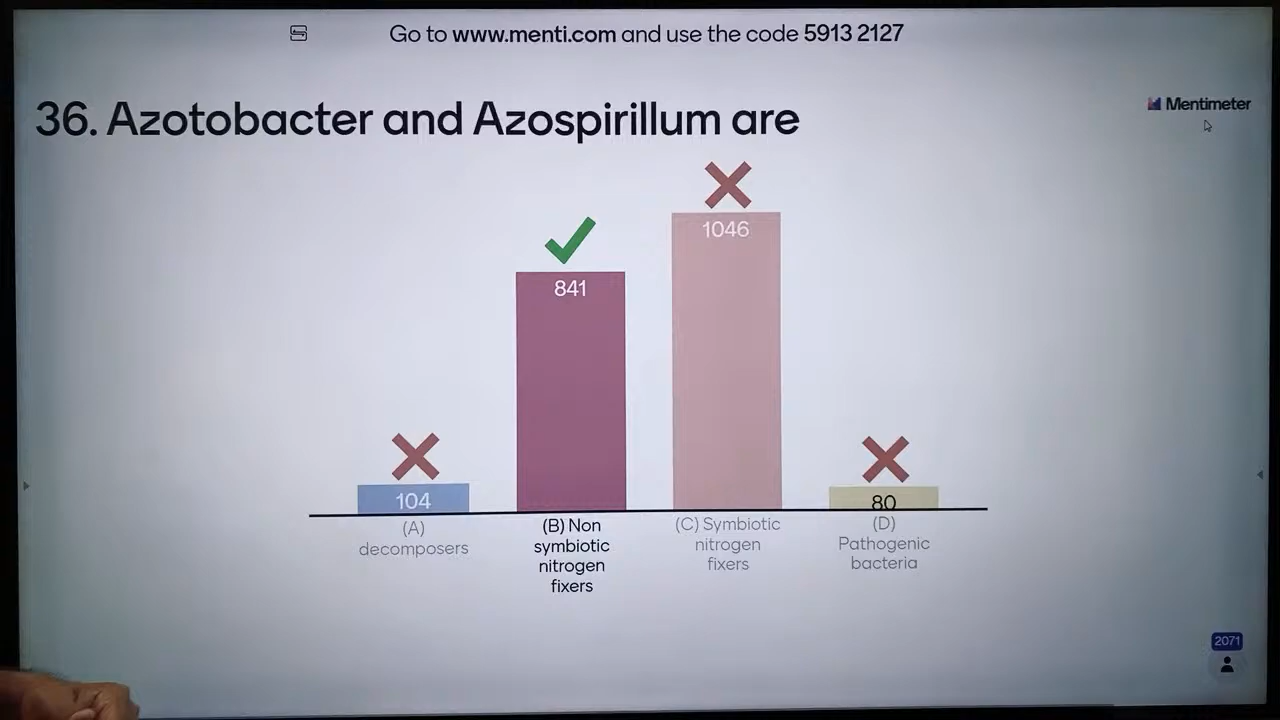 Go to www.menti.com and use the code 5913 2127
Mentimeter
36. Azotobacter and Azospirillum are
1046
841
104
80
(A)
decomposers
(B) Non
symbiotic
nitrogen
fixers
(C) Symbiotic
nitrogen
fixers
(D)
Pathogenic
bacteria
2071